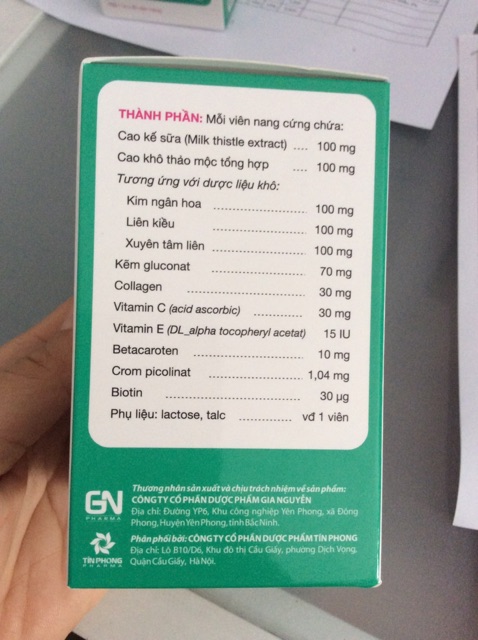 THÀNH PHẦN: Mỗi viên nang cứng chứa:
Cao kế sữa (Milk thistle extract) .... 100 mg
Cao khô thảo mộc tổng hợp .... 100 mg
Tương ứng với dược liệu khô:
Kim ngân hoa ........................ 100 mg
Liên kiều ........................ 100 mg
Xuyên tâm liên ........................ 100 mg
Kẽm gluconat ........................ 70 mg
Collagen ........................ 30 mg
Vitamin C (acid ascorbic) ............ 30 mg
Vitamin E (DL_alpha tocopheryl acetat) 15 IU
Betacaroten ........................ 10 mg
Crom picolinat ........................ 1,04 mg
Biotin ........................ 30 µg
Phụ liệu: lactose, talc ............ vđ 1 viên
Thương nhân sản xuất và chịu trách nhiệm về sản phẩm:
CÔNG TY CỔ PHẦN DƯỢC PHẨM GIA NGUYỄN
Địa chỉ: Đường YP6, Khu công nghiệp Yên Phong, xã Đông
Phong, Huyện Yên Phong, tỉnh Bắc Ninh.
GN
PHARMA
Phân phối bởi: CÔNG TY CỔ PHẦN DƯỢC PHẨM TÍN PHONG
Địa chỉ: Lô B10/D6, Khu đô thị Cầu Giấy, phường Dịch Vọng,
Quận Cầu Giấy, Hà Nội.
TÍN PHONG
PHARMA